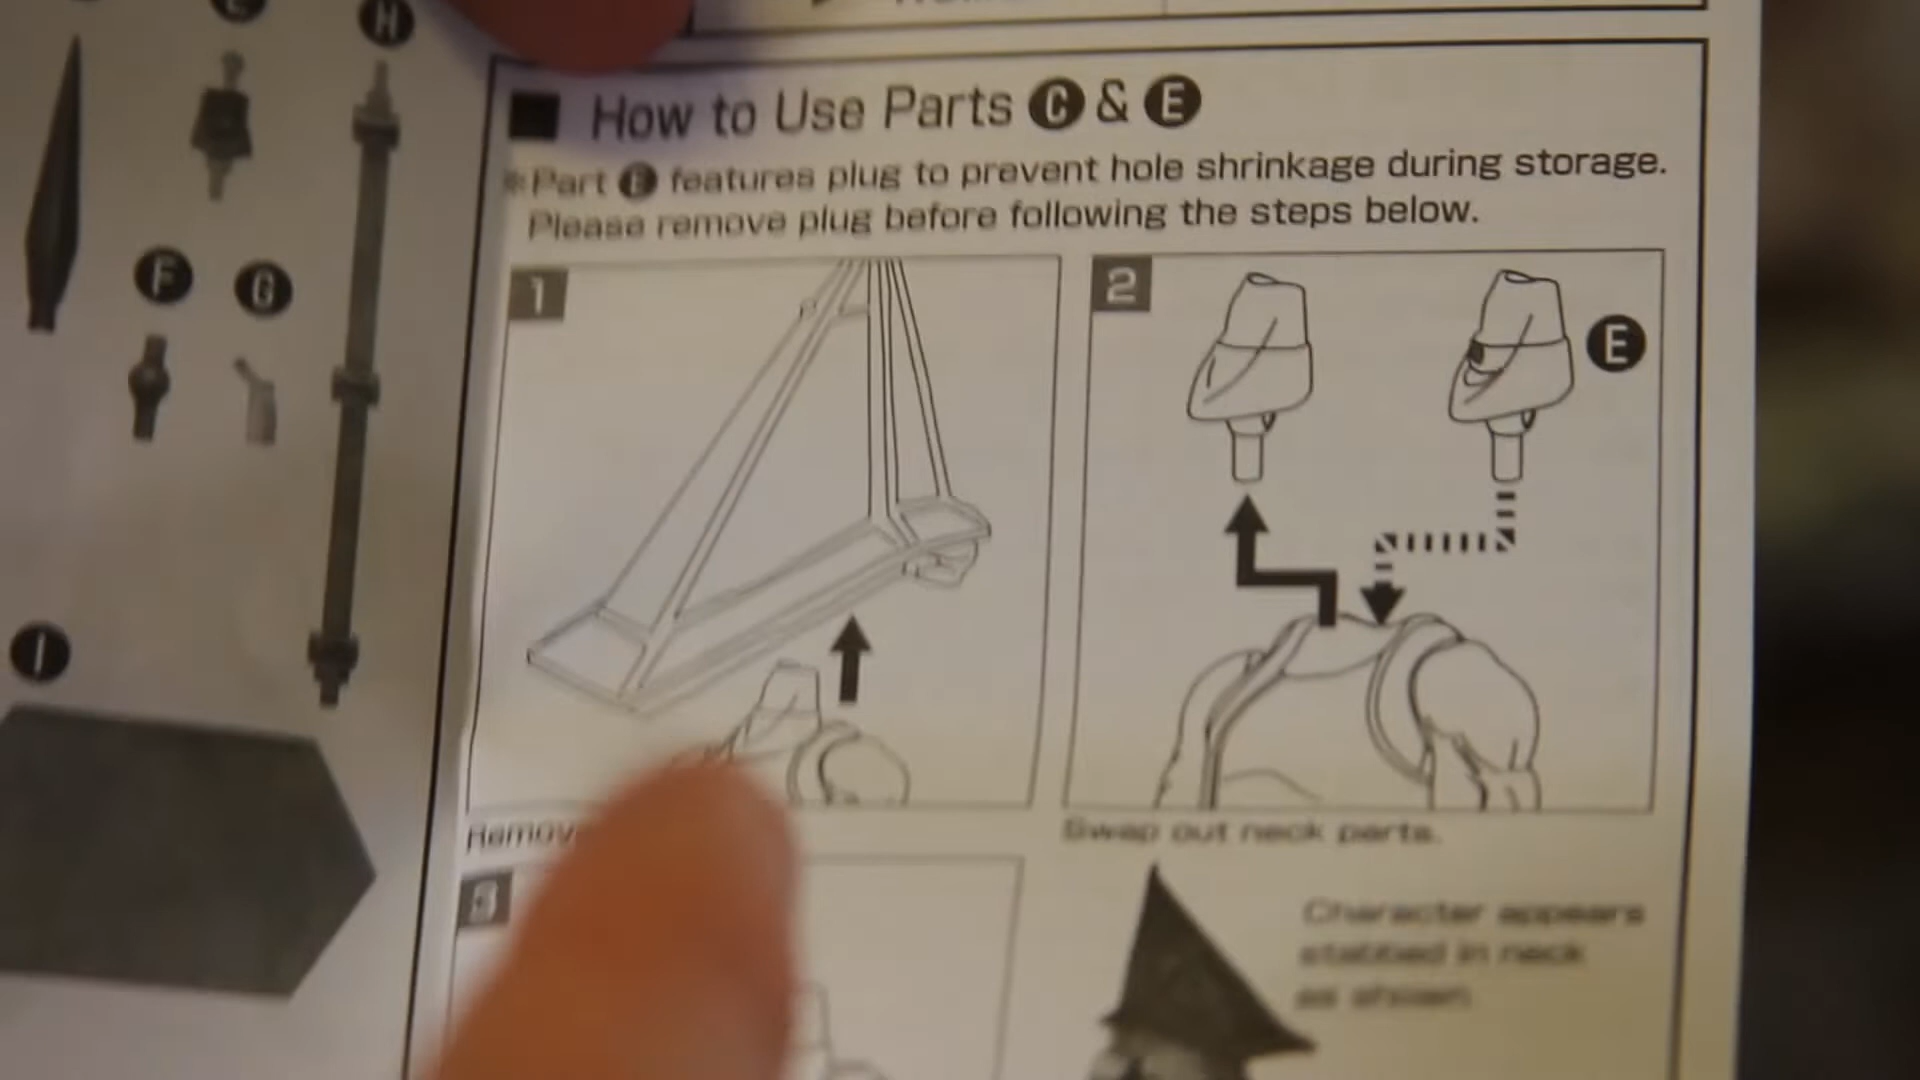 E
H
How to Use Parts C & E
*Part E features plug to prevent hole shrinkage during storage.
Please remove plug before following the steps below.
F
G
1
2
E
I
Swap out neck parts.
3
Character appears
stabbed in neck
as shown.